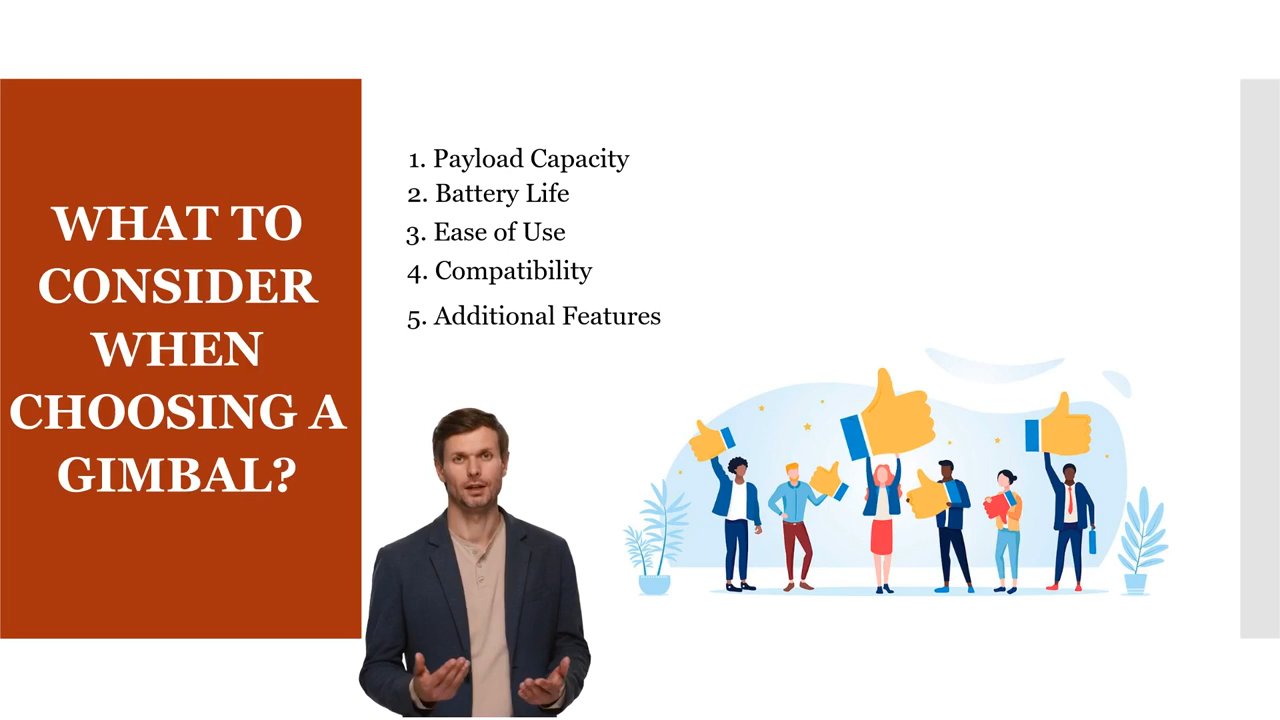 WHAT TO
CONSIDER
WHEN
CHOOSING A
GIMBAL?
1. Payload Capacity
2. Battery Life
3. Ease of Use
4. Compatibility
5. Additional Features